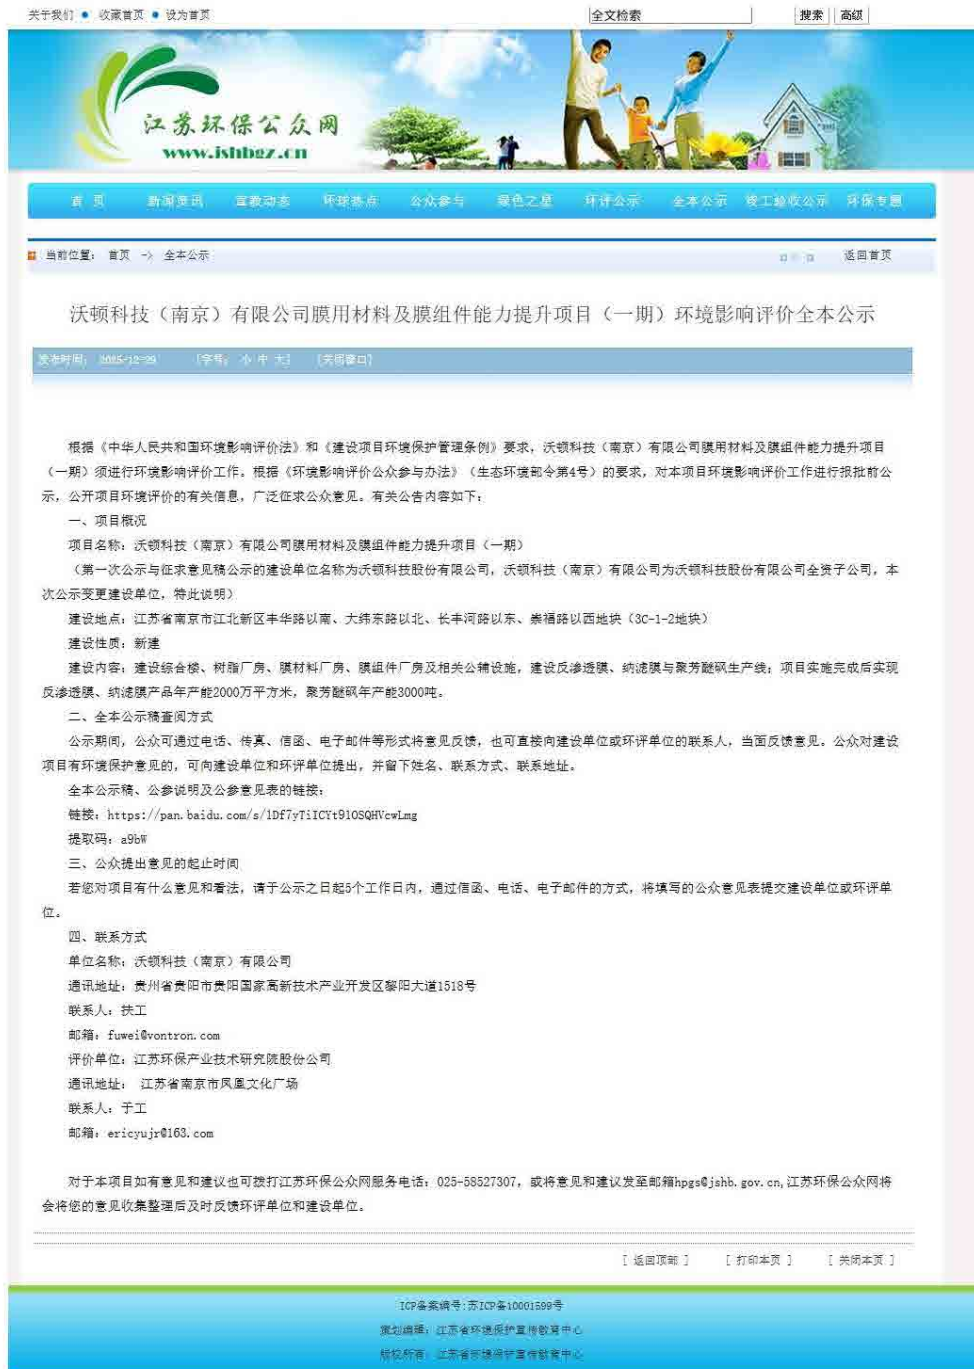 关于我们 ● 收藏首页 ● 设为首页 全文检索 搜索 高级
江苏环保公众网
www.jshbgz.cn
首 页 新闻资讯 宣教动态 环球热点 公众参与 绿色之星 环评公示 全本公示 竣工验收公示 环保专题
当前位置: 首页 -> 全本公示 返回首页
沃顿科技（南京）有限公司膜用材料及膜组件能力提升项目（一期）环境影响评价全本公示
发布时间: 2025-12-29 [字号: 小 中 大] [关闭窗口]
根据《中华人民共和国环境影响评价法》和《建设项目环境保护管理条例》要求，沃顿科技（南京）有限公司膜用材料及膜组件能力提升项目
（一期）须进行环境影响评价工作。根据《环境影响评价公众参与办法》（生态环境部令第4号）的要求，对本项目环境影响评价工作进行报批前公
示，公开项目环境评价的有关信息，广泛征求公众意见。有关公告内容如下：
一、项目概况
项目名称：沃顿科技（南京）有限公司膜用材料及膜组件能力提升项目（一期）
（第一次公示与征求意见稿公示的建设单位名称为沃顿科技股份有限公司，沃顿科技（南京）有限公司为沃顿科技股份有限公司全资子公司，本
次公示变更建设单位，特此说明）
建设地点：江苏省南京市江北新区丰华路以南、大纬东路以北、长丰河路以东、崇福路以西地块（3C-1-2地块）
建设性质：新建
建设内容：建设综合楼、树脂厂房、膜材料厂房、膜组件厂房及相关公辅设施，建设反渗透膜、纳滤膜与聚芳醚砜生产线；项目实施完成后实现
反渗透膜、纳滤膜产品年产能2000万平方米，聚芳醚砜年产能3000吨。
二、全本公示稿查阅方式
公示期间，公众可通过电话、传真、信函、电子邮件等形式将意见反馈，也可直接向建设单位或环评单位的联系人，当面反馈意见。公众对建设
项目有环境保护意见的，可向建设单位和环评单位提出，并留下姓名、联系方式、联系地址。
全本公示稿、公参说明及公参意见表的链接：
链接：https://pan.baidu.com/s/1Df7yTiICYt91OSQHVcwLmg
提取码：a9bW
三、公众提出意见的起止时间
若您对项目有什么意见和看法，请于公示之日起5个工作日内，通过信函、电话、电子邮件的方式，将填写的公众意见表提交建设单位或环评单
位。
四、联系方式
单位名称：沃顿科技（南京）有限公司
通讯地址：贵州省贵阳市贵阳国家高新技术产业开发区黎阳大道1518号
联系人：扶工
邮箱：fuwei@vontron.com
评价单位：江苏环保产业技术研究院股份公司
通讯地址： 江苏省南京市凤凰文化广场
联系人：于工
邮箱：ericyujr@163.com
对于本项目如有意见和建议也可拨打江苏环保公众网服务电话：025-58527307，或将意见和建议发至邮箱hpgs@jshb.gov.cn,江苏环保公众网将
会将您的意见收集整理后及时反馈环评单位和建设单位。
[ 返回顶部 ] [ 打印本页 ] [ 关闭本页 ]
ICP备案编号:苏ICP备10001599号
策划编辑：江苏省环境保护宣传教育中心
版权所有：江苏省环境保护宣传教育中心